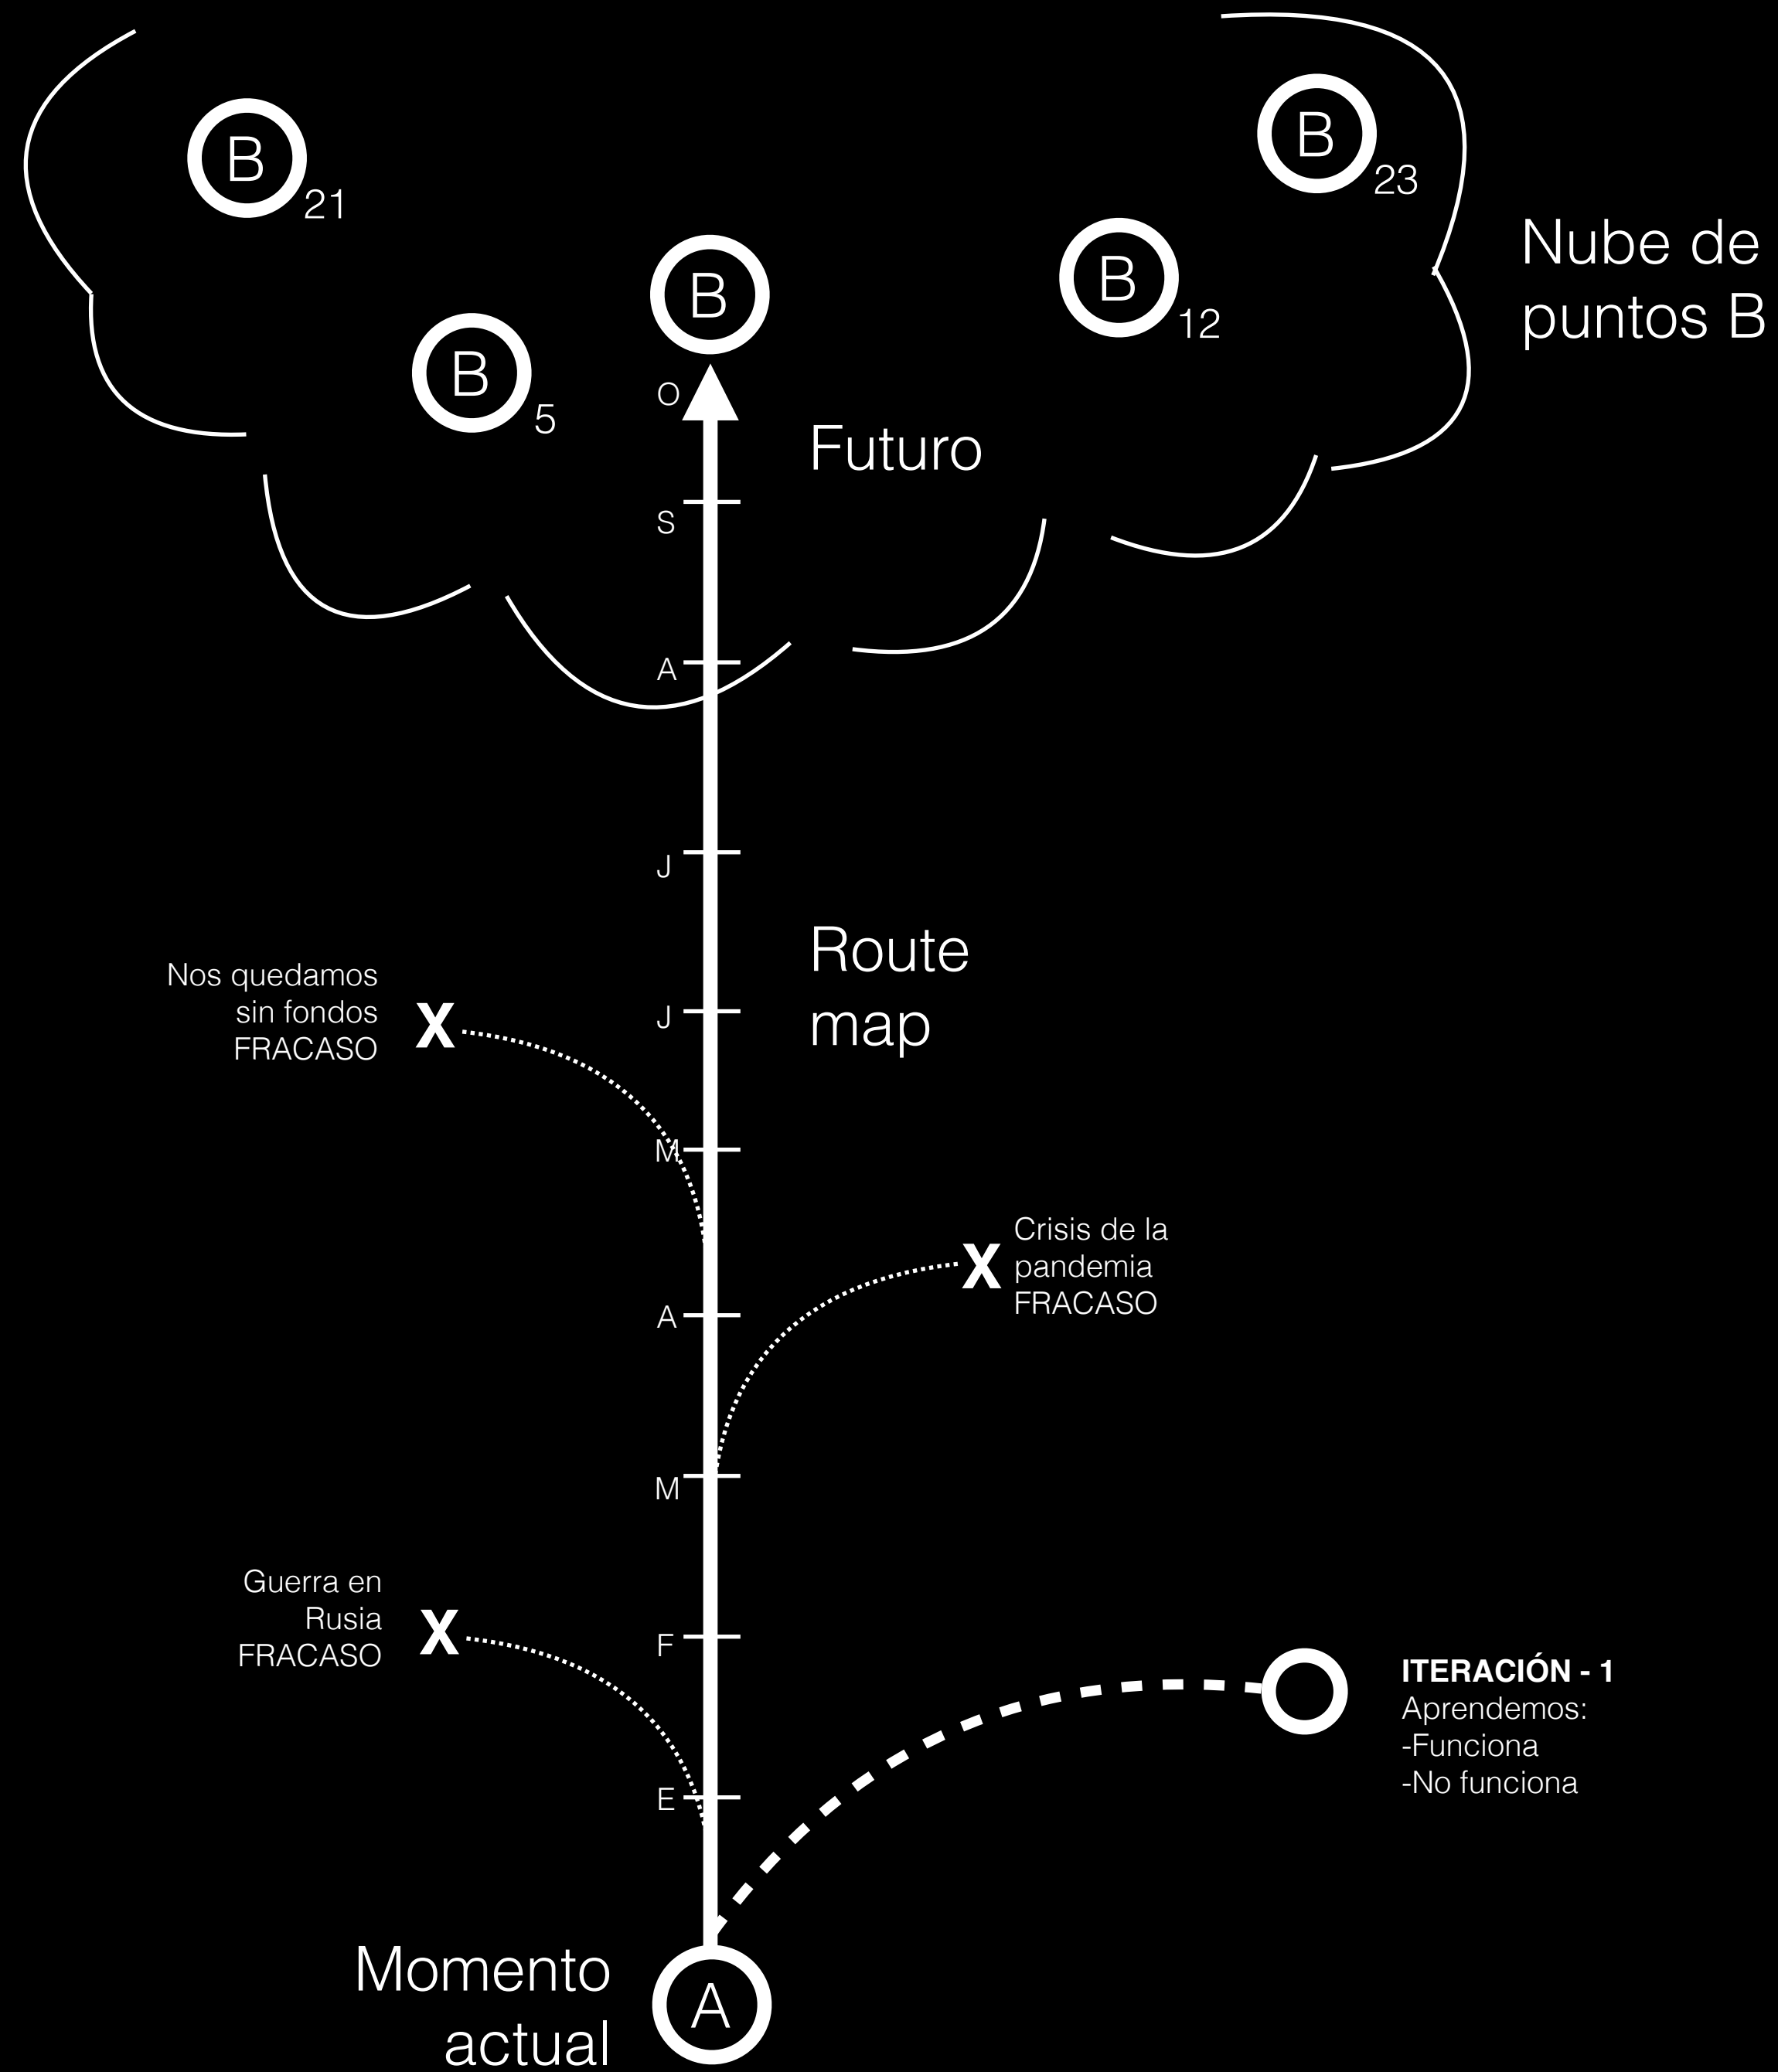 B
23
B
21
Nube de
puntos B
B
12
B
B
5
O
Futuro
S
A
J
Route
map
Nos quedamos
sin fondos
FRACASO
J
M
Crisis de la
pandemia
FRACASO
A
M
Guerra en
Rusia
FRACASO
F
ITERACIÓN - 1
Aprendemos:
-Funciona
-No funciona
E
Momento
actual
A